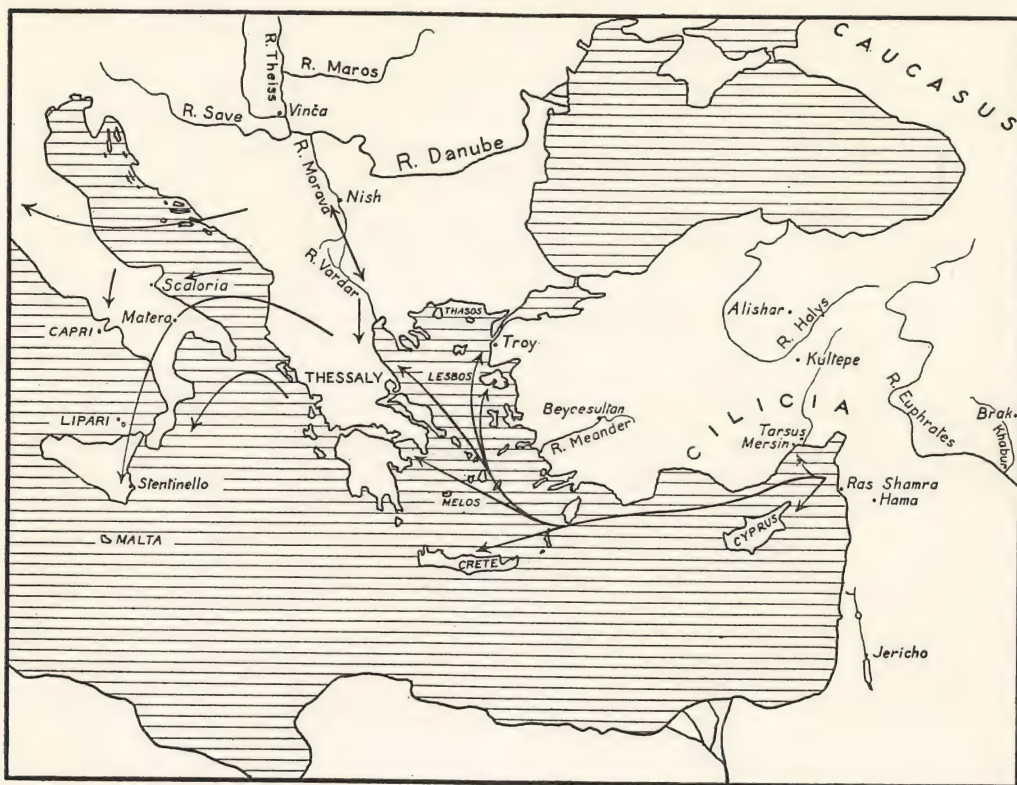 CAUCASUS
R. Theiss
R. Maros
R. Save
Vinča
R. Danube
R. Morava
Nish
R. Vardar
Scaloria
Matera
CAPRI
THASOS
Troy
Alishar
R. Halys
Kultepe
THESSALY
LESBOS
R. Euphrates
Brak
Khabur
LIPARI
Beycesultan
R. Meander
CILICIA
Tarsus
Mersin
Stentinello
MELOS
Ras Shamra
Hama
MALTA
CYPRUS
CRETE
Jericho